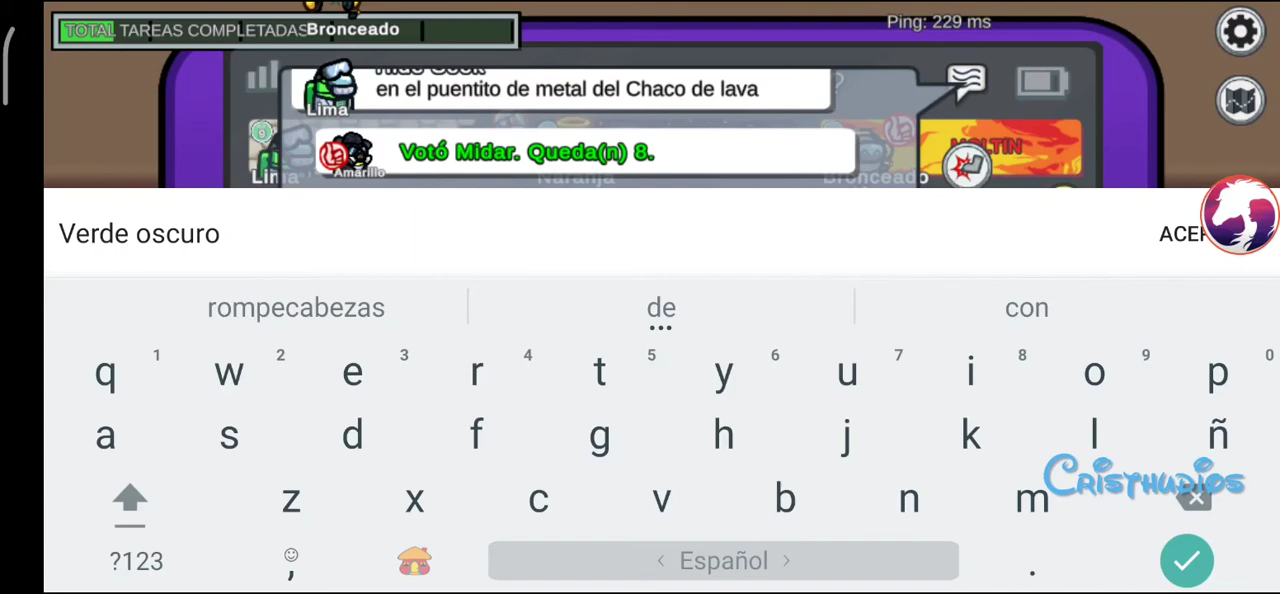 TOTAL TAREAS COMPLETADAS
Bronceado
Ping: 229 ms
en el puentito de metal del Chaco de lava
Lima
Votó Midar. Queda(n) 8.
Amarillo
Lima
Naranja
Bronceado
Verde oscuro
rompecabezas de con
1 2 3 4 5 6 7 8 9 0
q w e r t y u i o p
a s d f g h j k l ñ
Cristhudios
z x c v b n m
?123 , ‹ Español › .